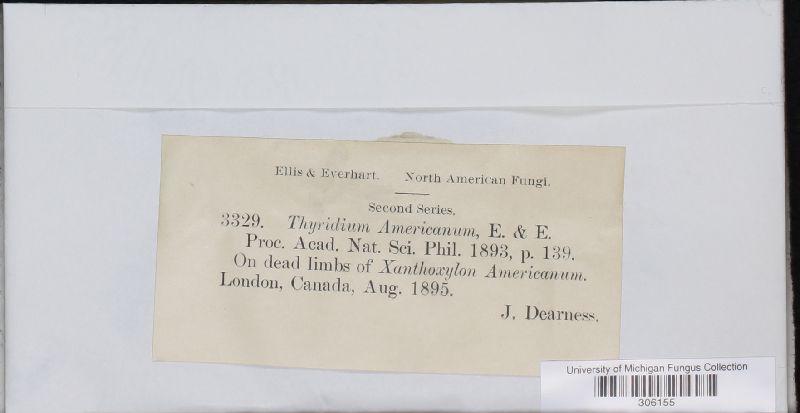 Ellis & Everhart. North American Fungi.
Second Series.
3329. Thyridium Americanum, E. & E.
Proc. Acad. Nat. Sci. Phil. 1893, p. 139.
On dead limbs of Xanthoxylon Americanum.
London, Canada, Aug. 1895.
J. Dearness.
University of Michigan Fungus Collection
306155